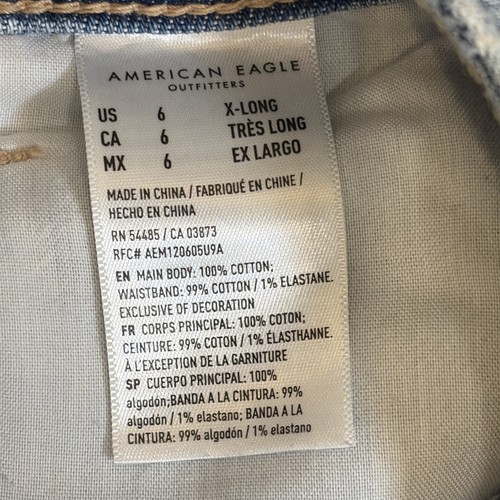 AMERICAN EAGLE
OUTFITTERS
US 6 X-LONG
CA 6 TRÈS LONG
MX 6 EX LARGO
MADE IN CHINA / FABRIQUÉ EN CHINE /
HECHO EN CHINA
RN 54485 / CA 03873
RFC# AEM120605U9A
EN MAIN BODY: 100% COTTON;
WAISTBAND: 99% COTTON / 1% ELASTANE.
EXCLUSIVE OF DECORATION
FR CORPS PRINCIPAL: 100% COTON;
CEINTURE: 99% COTON / 1% ÉLASTHANNE.
À L'EXCEPTION DE LA GARNITURE
SP CUERPO PRINCIPAL: 100%
algodón;BANDA A LA CINTURA: 99%
algodón / 1% elastano; BANDA A LA
CINTURA: 99% algodón / 1% elastano